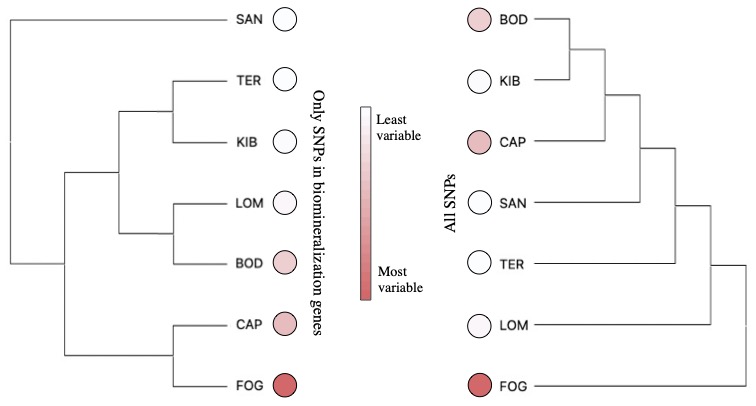 SAN
TER
KIB
LOM
BOD
CAP
FOG
Only SNPs in biomineralization genes
Least
variable
Most
variable
All SNPs
BOD
KIB
CAP
SAN
TER
LOM
FOG